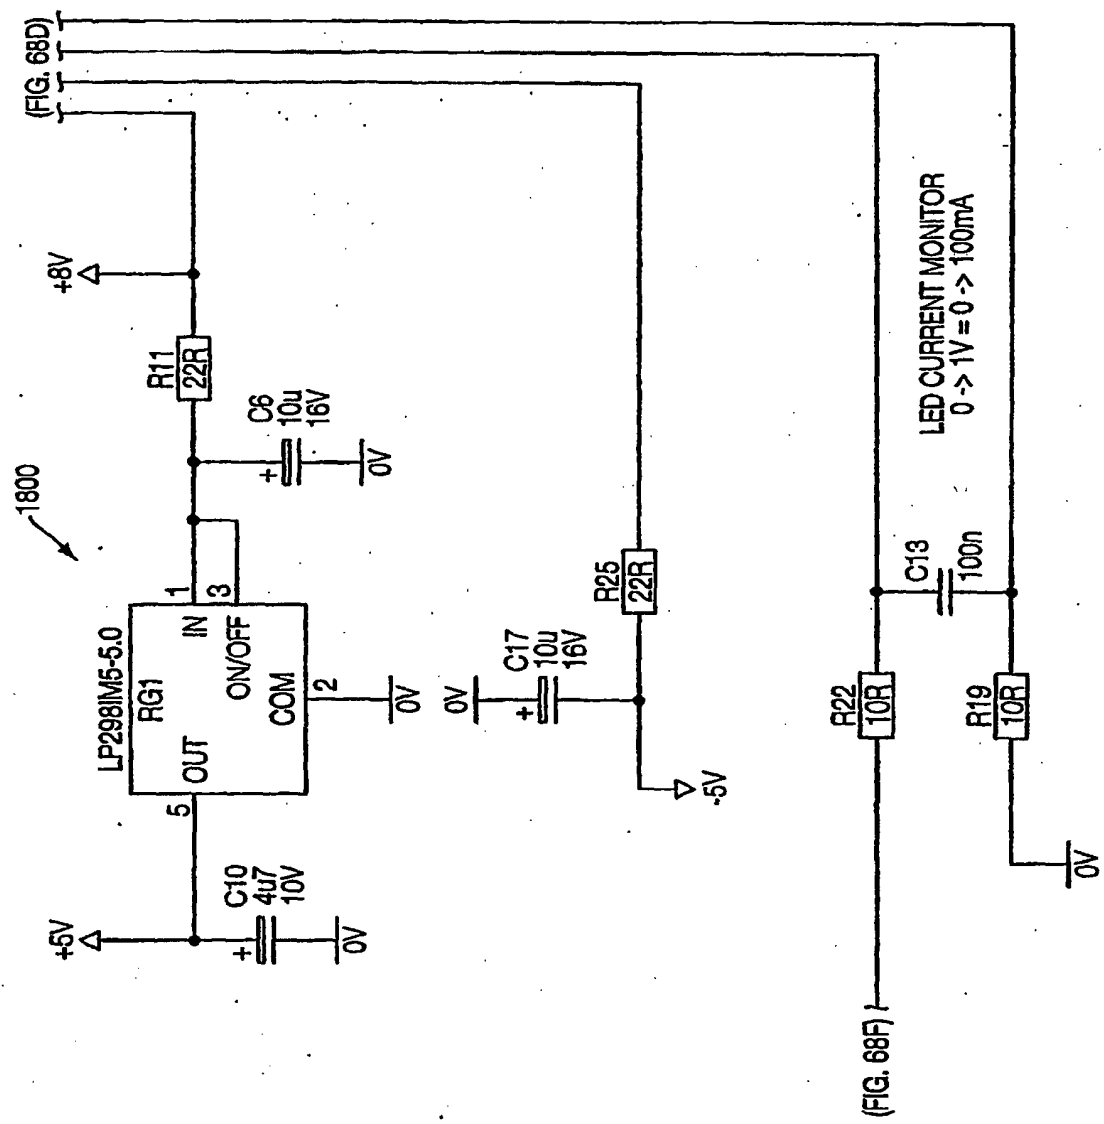 (FIG. 68D)
+8V
R11
22R
C6
10u
16V
+
0V
1800
LP298IM5-5.0
RG1
IN
1
ON/OFF
3
COM
2
0V
OUT
5
+5V
C10
4u7
10V
+
0V
R25
22R
C17
10u
16V
+
0V
-5V
LED CURRENT MONITOR
0 -> 1V = 0 -> 100mA
C13
100n
R22
10R
R19
10R
0V
(FIG. 68F)